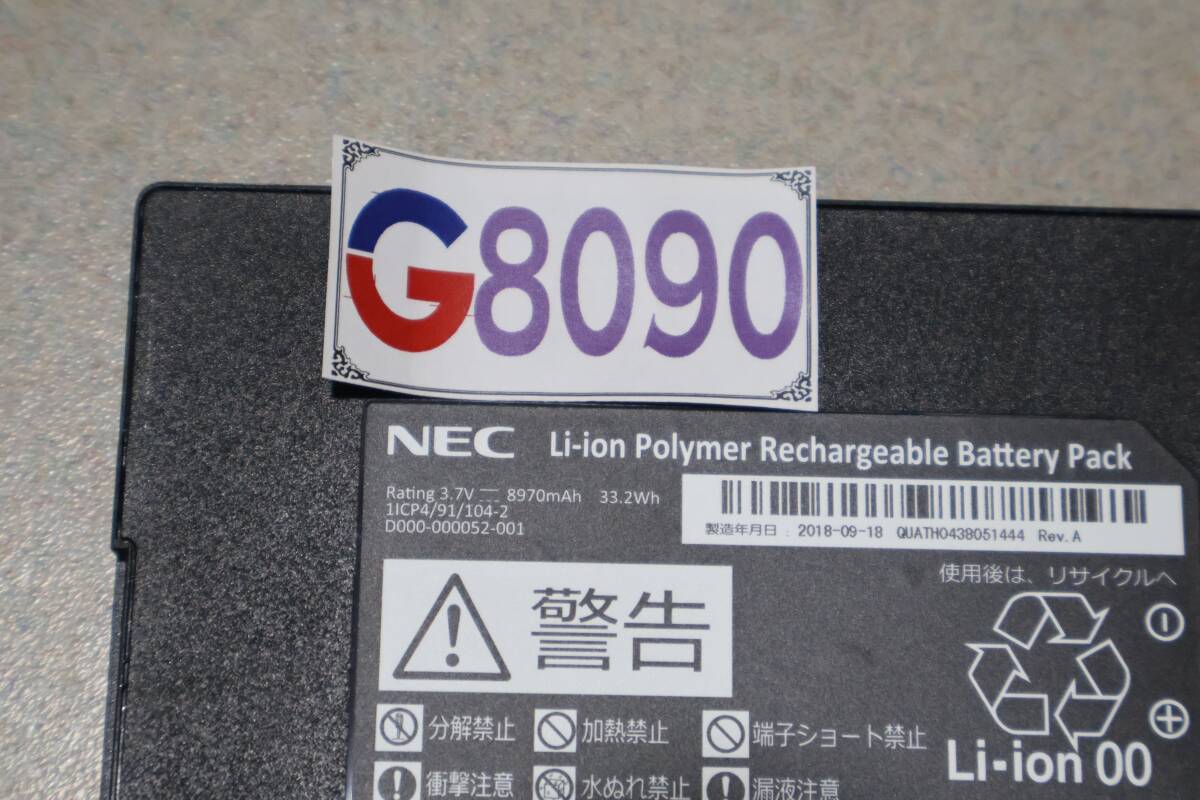 G8090
NEC Li-ion Polymer Rechargeable Battery Pack
Rating 3.7V 8970mAh 33.2Wh
1ICP4/91/104-2
D000-000052-001
製造年月日 : 2018-09-18 QUATH0438051444 Rev.A
使用後は、リサイクルへ
警告
分解禁止 加熱禁止 端子ショート禁止
Li-ion 00
衝撃注意 水ぬれ禁止 漏液注意